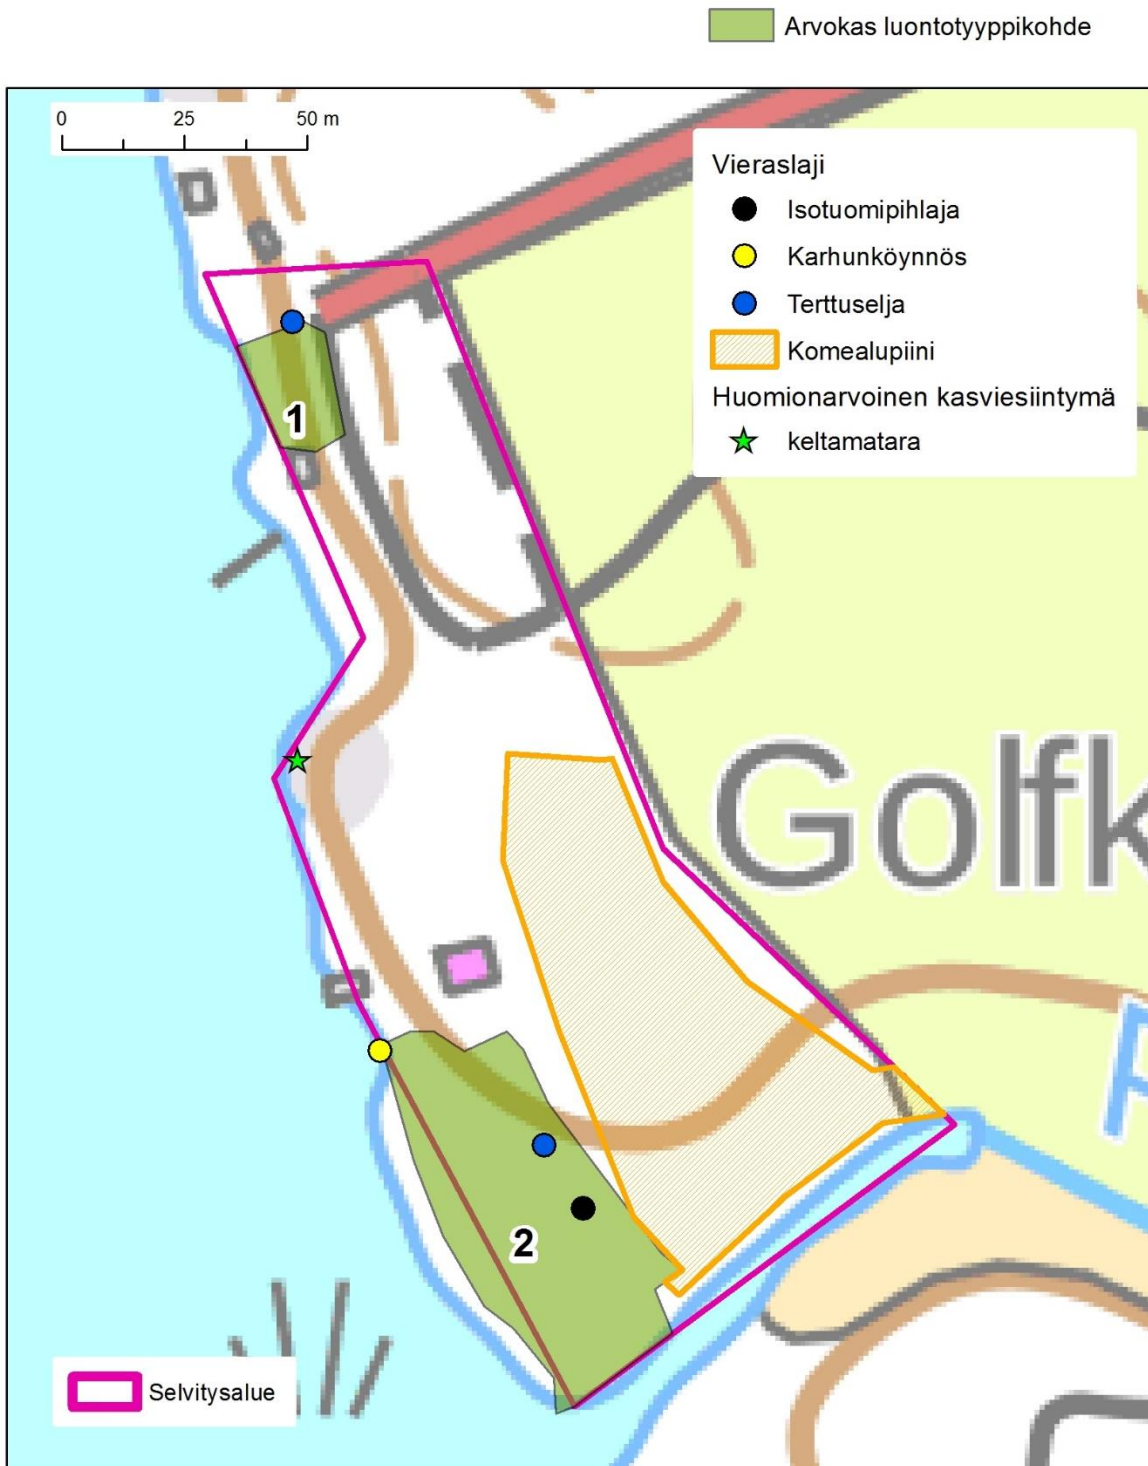 Arvokas luontotyyppikohde
0 25 50 m
Vieraslaji
Isotuomipihlaja
Karhunköynnös
Terttuselja
Komealupiini
Huomionarvoinen kasviesiintymä
keltamatara
1
Golfk
2
Selvitysalue